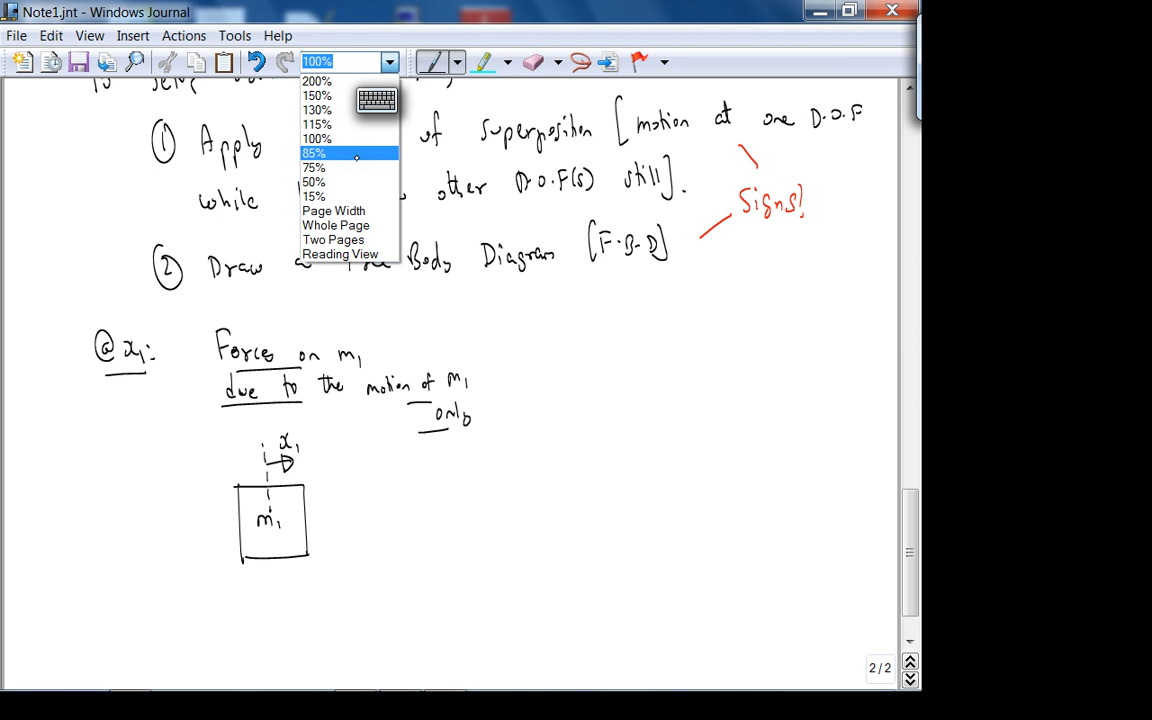 Note1.jnt - Windows Journal
File Edit View Insert Actions Tools Help
100%
200%
150%
130%
115%
100%
85%
75%
50%
15%
Page Width
Whole Page
Two Pages
Reading View
① Apply of superposition [motion at one D.O.F
while other D.O.F(s) still].
Signs!
② Draw a Body Diagram [F.B.D]
@ x₁: Forces on m₁
due to the motion of m₁
only
x₁
m₁
2 / 2